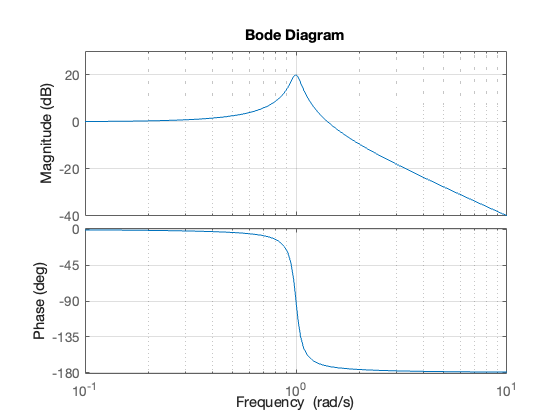 Bode Diagram
Magnitude (dB)
20
0
-20
-40
Phase (deg)
0
-45
-90
-135
-180
10^-1 10^0 10^1
Frequency (rad/s)